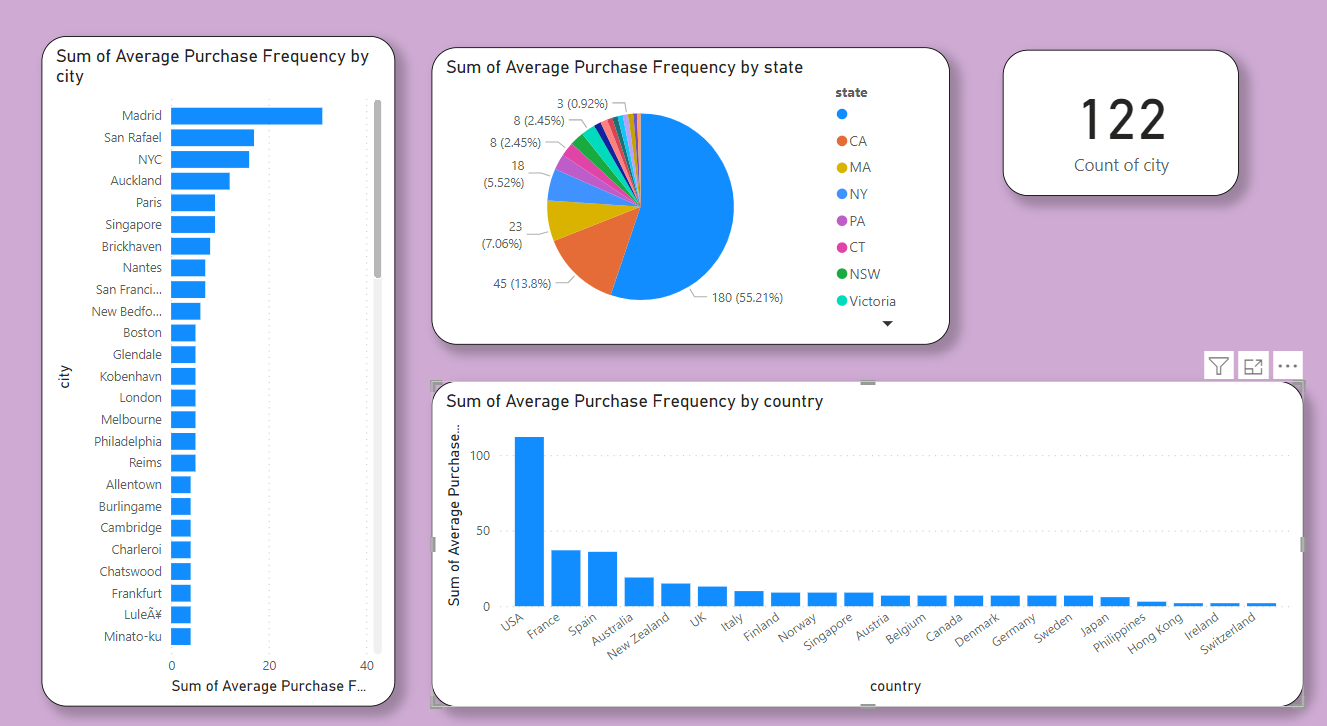 Sum of Average Purchase Frequency by
city
city
Madrid
San Rafael
NYC
Auckland
Paris
Singapore
Brickhaven
Nantes
San Franci...
New Bedfo...
Boston
Glendale
Kobenhavn
London
Melbourne
Philadelphia
Reims
Allentown
Burlingame
Cambridge
Charleroi
Chatswood
Frankfurt
LuleÃ¥
Minato-ku
0 20 40
Sum of Average Purchase F...
Sum of Average Purchase Frequency by state
3 (0.92%)
8 (2.45%)
8 (2.45%)
18
(5.52%)
23
(7.06%)
45 (13.8%)
180 (55.21%)
state
CA
MA
NY
PA
CT
NSW
Victoria
122
Count of city
Sum of Average Purchase Frequency by country
Sum of Average Purchase...
100
50
0
USA
France
Spain
Australia
New Zealand
UK
Italy
Finland
Norway
Singapore
Austria
Belgium
Canada
Denmark
Germany
Sweden
Japan
Philippines
Hong Kong
Ireland
Switzerland
country